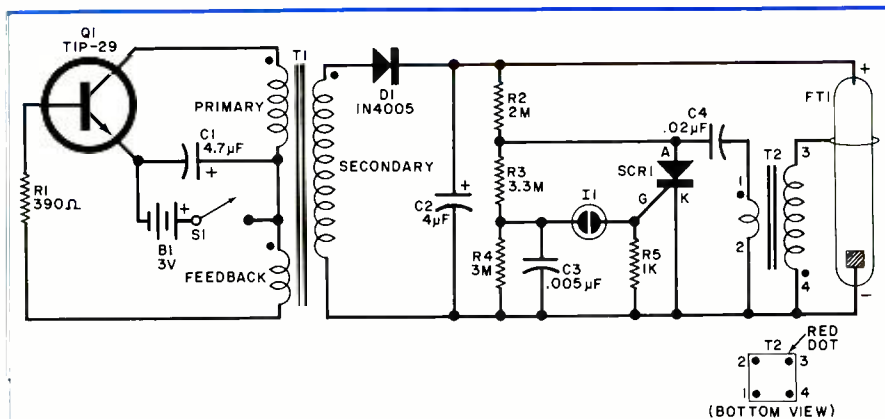 Q1
TIP-29
T1
PRIMARY
C1
4.7µF
+
R1
390Ω
+
B1
3V
S1
FEEDBACK
SECONDARY
D1
IN4005
+
C2
4µF
R2
2M
R3
3.3M
R4
3M
C3
.005µF
I1
R5
1K
A
SCR1
G
K
C4
.02µF
1
2
T2
3
4
+
FT1
−
T2
RED
DOT
2
3
1
4
(BOTTOM VIEW)